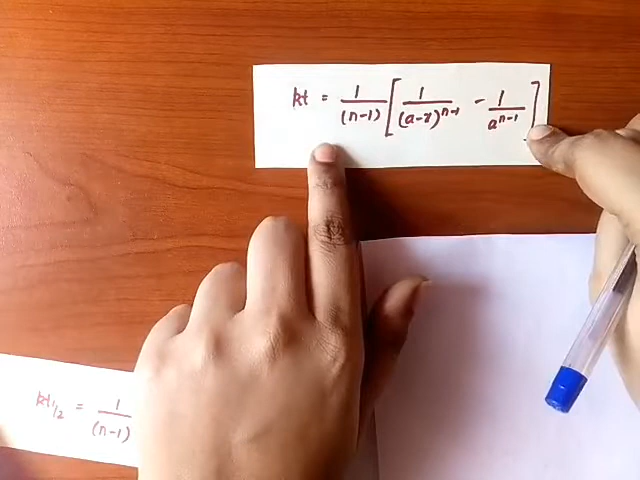 kt = 1/(n-1) [ 1/(a-x)^n-1 - 1/a^n-1 ]
kt1/2 = 1/(n-1)